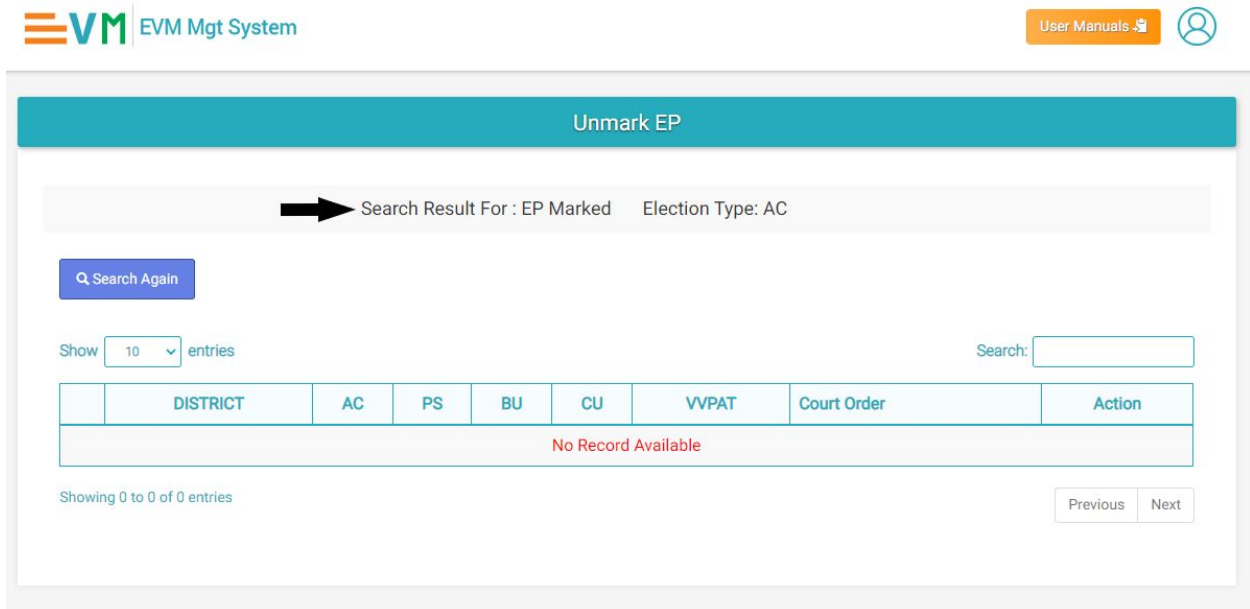 EVM EVM Mgt System User Manuals
Unmark EP
Search Result For : EP Marked Election Type: AC
Search Again
Show 10 entries Search:
DISTRICT AC PS BU CU VVPAT Court Order Action
No Record Available
Showing 0 to 0 of 0 entries Previous Next